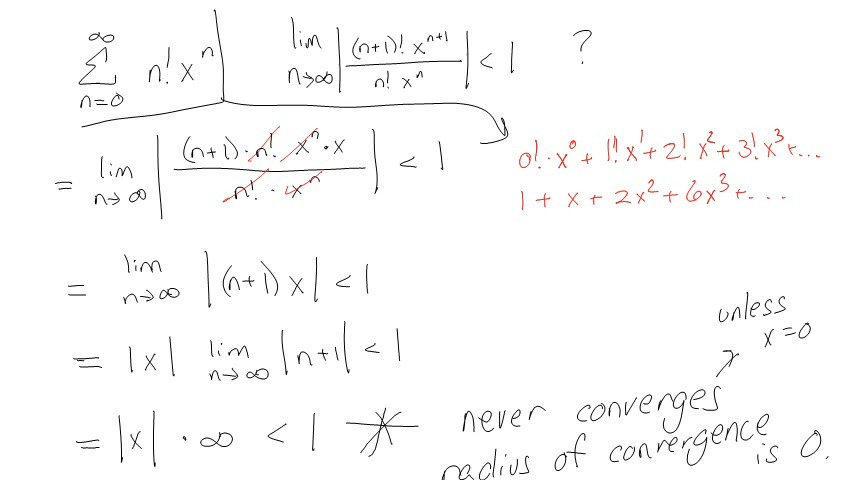 ∞
∑ n! xⁿ
n=0
lim n→∞ |(n+1)! xⁿ⁺¹ / n! xⁿ| < 1 ?
= lim n→∞ |(n+1)·n! xⁿ·x / n!·xⁿ| < 1
0!·x⁰ + 1! x¹ + 2! x² + 3! x³ + ...
1 + x + 2x² + 6x³ + ...
= lim n→∞ |(n+1) x| < 1
= |x| lim n→∞ |n+1| < 1
= |x| · ∞ < 1
unless
x=0
never converges
radius of convergence
is 0.